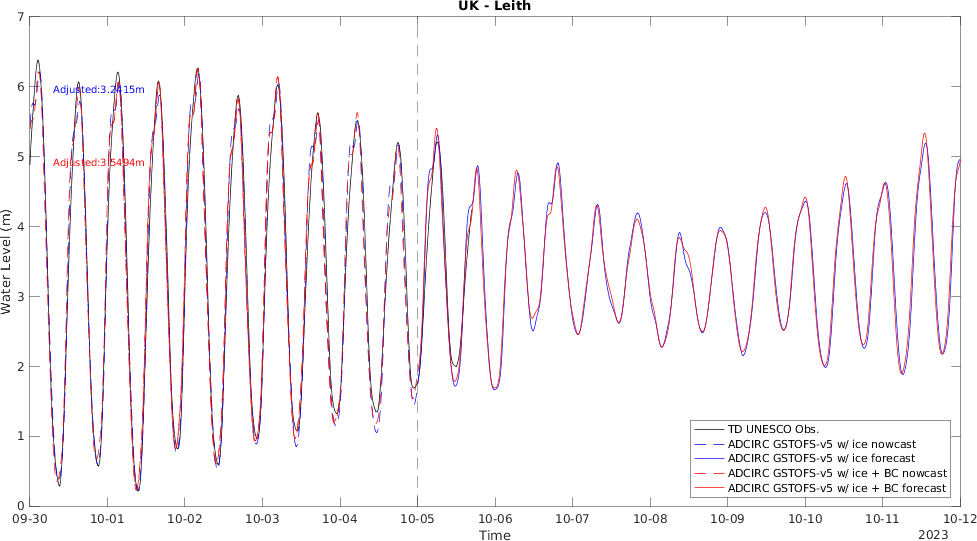 UK - Leith
7
6
5
4
3
2
1
0
Water Level (m)
Adjusted:3.2415m
Adjusted:3.5494m
TD UNESCO Obs.
ADCIRC GSTOFS-v5 w/ ice nowcast
ADCIRC GSTOFS-v5 w/ ice forecast
ADCIRC GSTOFS-v5 w/ ice + BC nowcast
ADCIRC GSTOFS-v5 w/ ice + BC forecast
09-30 10-01 10-02 10-03 10-04 10-05 10-06 10-07 10-08 10-09 10-10 10-11 10-12
Time
2023